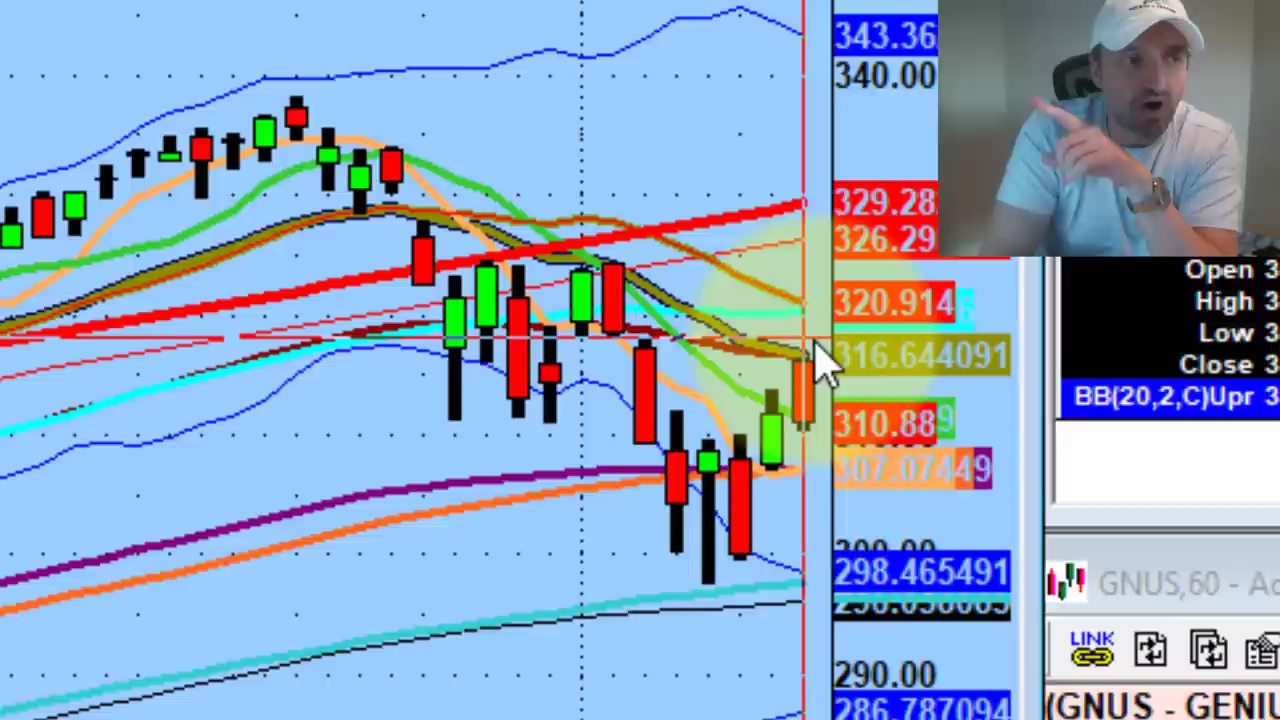 343.36
340.00
329.28
326.29
Open 3
High 3
Low 3
Close 3
320.914
316.644091
BB(20,2,C)Upr 3
310.889
307.07449
298.465491
GNUS,60 - Ad
LINK
290.00
(GNUS - GENIU
286.787094